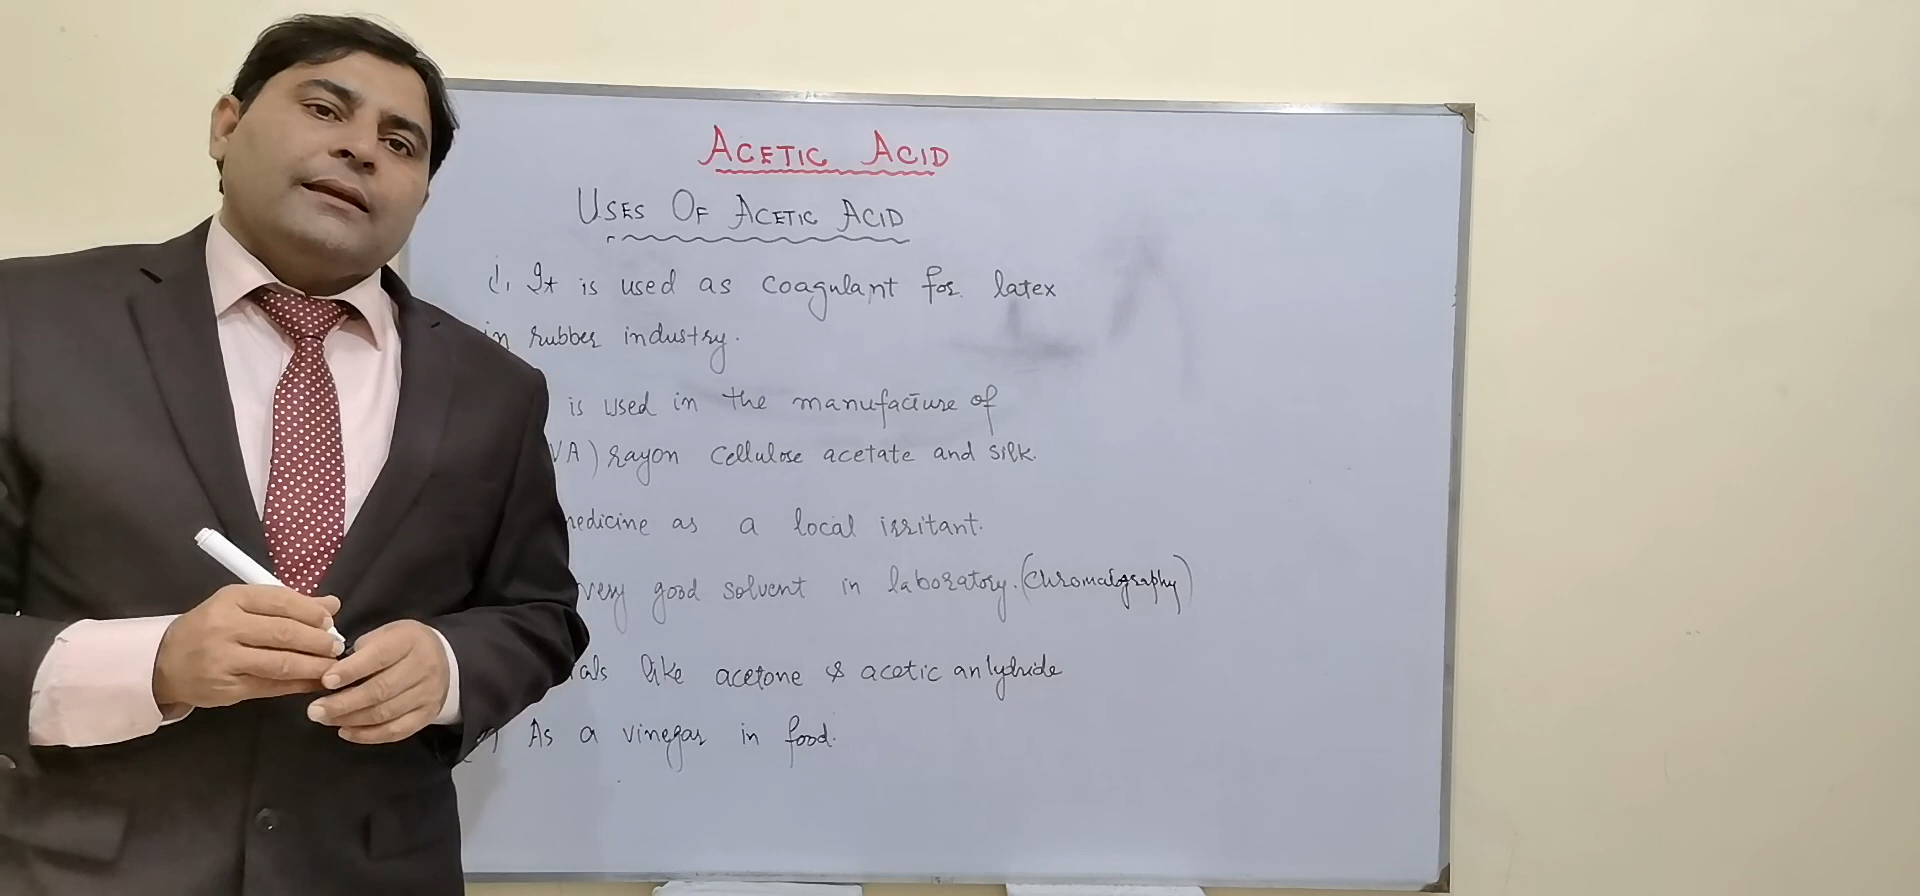 ACETIC ACID
USES OF ACETIC ACID
It is used as coagulant for latex
in rubber industry.
is used in the manufacture of
VA) rayon cellulose acetate and silk.
medicine as a local irritant.
very good solvent in laboratory. (Chromatography)
cals like acetone & acetic anlydride
As a vinegar in food.